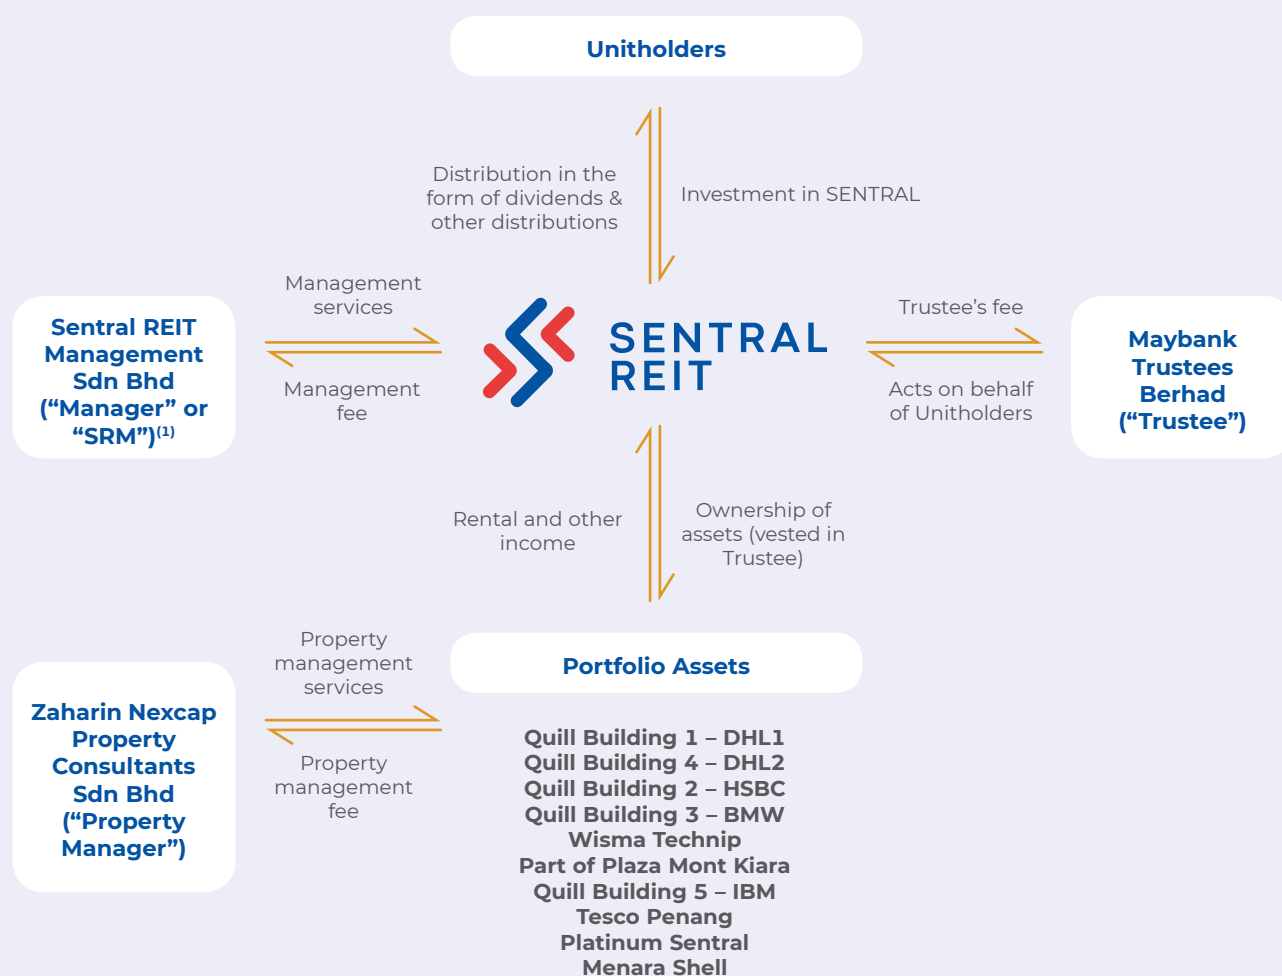 Unitholders
Distribution in the
form of dividends &
other distributions
Investment in SENTRAL
Management
services
Management
fee
Sentral REIT
Management
Sdn Bhd
(“Manager” or
“SRM”)(1)
SENTRAL
REIT
Trustee’s fee
Acts on behalf
of Unitholders
Maybank
Trustees
Berhad
(“Trustee”)
Rental and other
income
Ownership of
assets (vested in
Trustee)
Property
management
services
Property
management
fee
Zaharin Nexcap
Property
Consultants
Sdn Bhd
(“Property
Manager”)
Portfolio Assets
Quill Building 1 – DHL1
Quill Building 4 – DHL2
Quill Building 2 – HSBC
Quill Building 3 – BMW
Wisma Technip
Part of Plaza Mont Kiara
Quill Building 5 – IBM
Tesco Penang
Platinum Sentral
Menara Shell